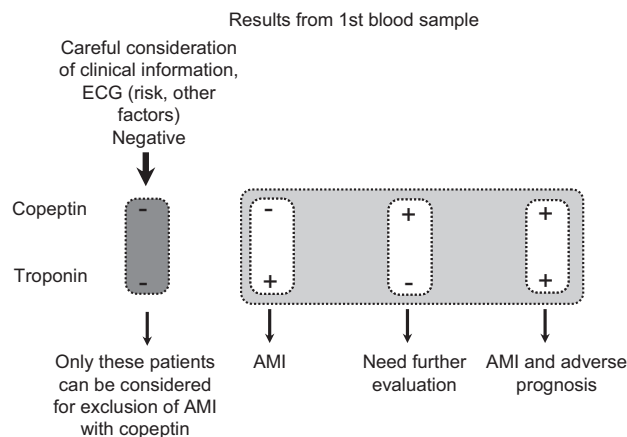 Results from 1st blood sample
Careful consideration
of clinical information,
ECG (risk, other
factors)
Negative
Copeptin - - + +
Troponin - + - +
Only these patients
can be considered
for exclusion of AMI
with copeptin
AMI
Need further
evaluation
AMI and adverse
prognosis